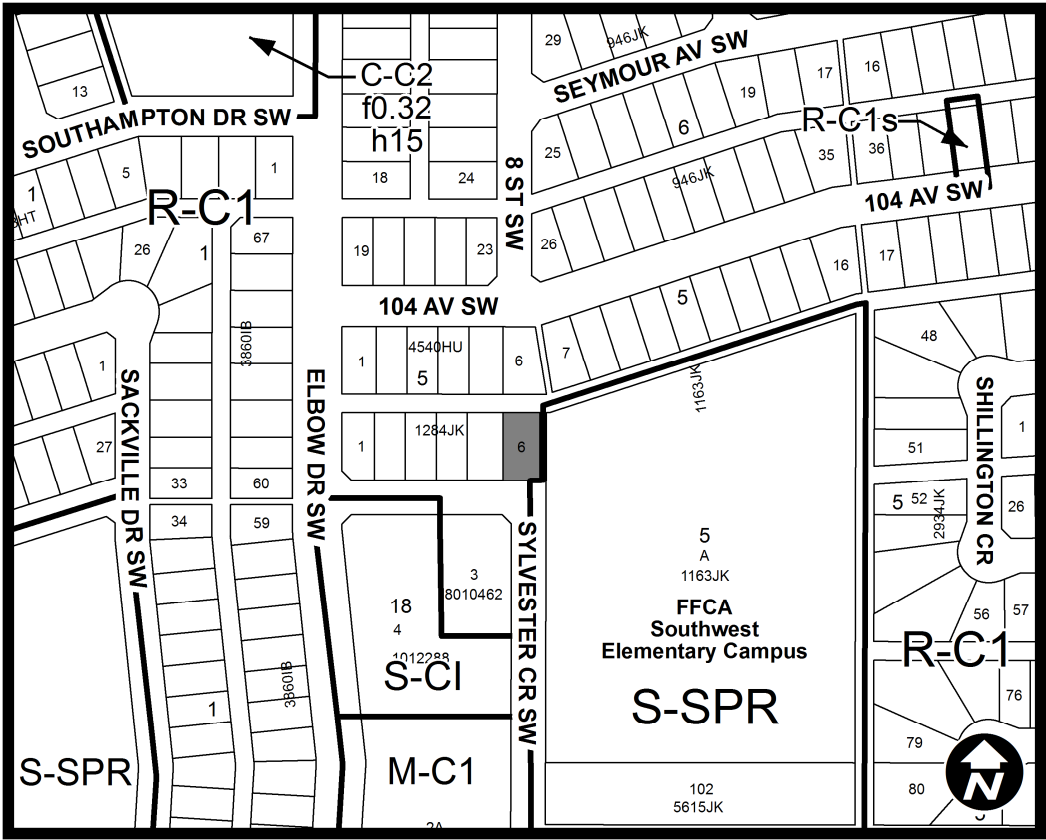 29
946JK
SEYMOUR AV SW
17
16
C-C2
f0.32
h15
13
SOUTHAMPTON DR SW
19
6
R-C1s
25
35
36
8 ST SW
1
5
1
18
24
946JK
104 AV SW
R-C1
26
1
67
19
23
26
16
17
104 AV SW
5
3860IB
1
4540HU
5
6
7
48
1
SACKVILLE DR SW
ELBOW DR SW
1163JK
SHILLINGTON CR
1
27
1
1284JK
6
51
33
60
5
52
2934JK
26
34
59
SYLVESTER CR SW
5
A
1163JK
3
8010462
18
4
1012288
S-CI
FFCA
Southwest
Elementary Campus
56
57
R-C1
3860IB
1
S-SPR
76
79
S-SPR
M-C1
102
5615JK
80
N